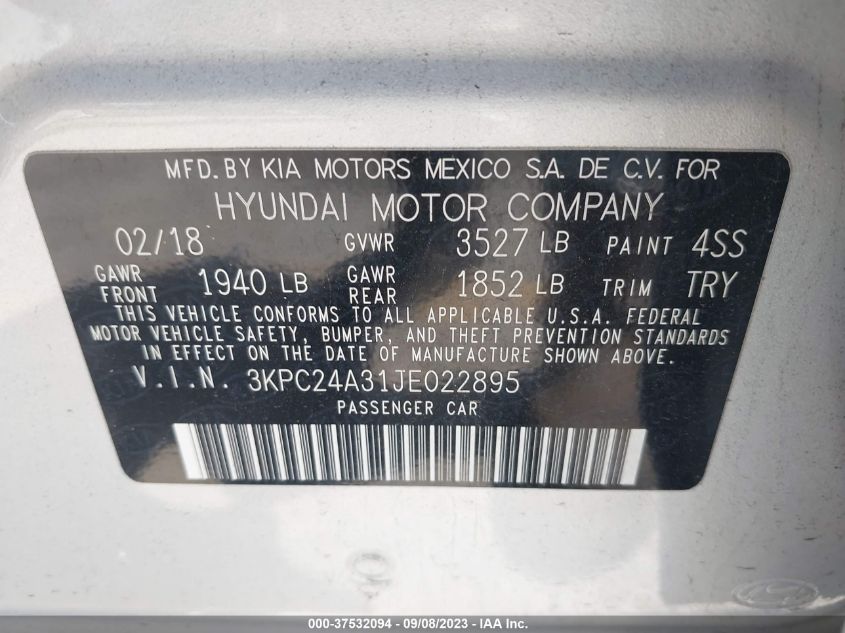 MFD. BY KIA MOTORS MEXICO S.A. DE C.V. FOR
HYUNDAI MOTOR COMPANY
02/18 GVWR 3527 LB PAINT 4SS
GAWR FRONT 1940 LB GAWR REAR 1852 LB TRIM TRY
THIS VEHICLE CONFORMS TO ALL APPLICABLE U.S.A. FEDERAL
MOTOR VEHICLE SAFETY, BUMPER, AND THEFT PREVENTION STANDARDS
IN EFFECT ON THE DATE OF MANUFACTURE SHOWN ABOVE.
V.I.N. 3KPC24A31JE022895
PASSENGER CAR
000-37532094 - 09/08/2023 - © IAA Inc.